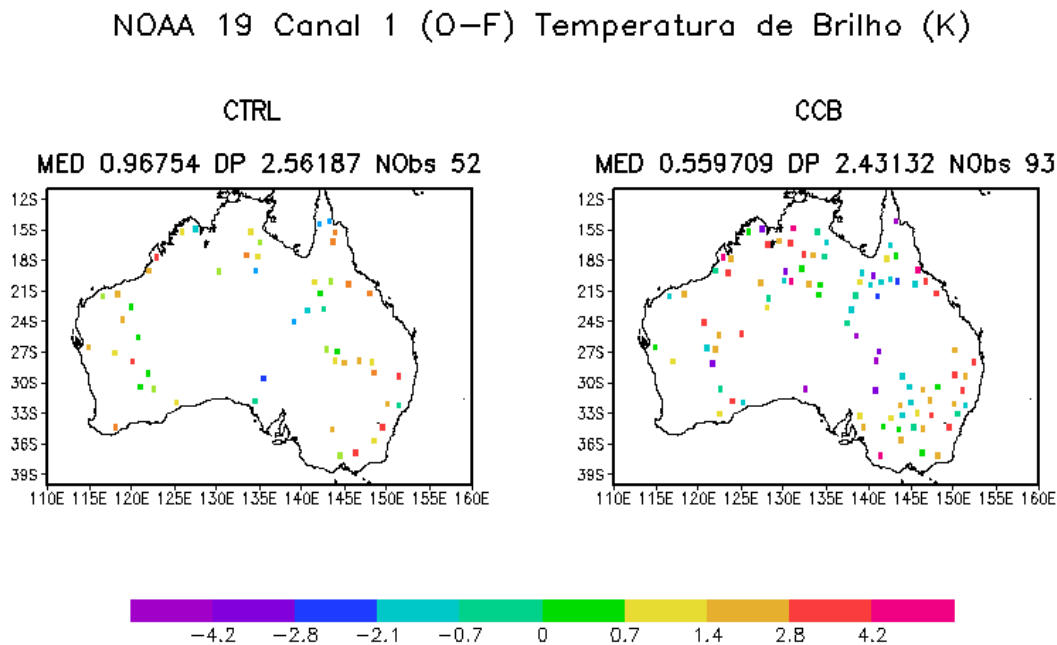 NOAA 19 Canal 1 (O−F) Temperatura de Brilho (K)
CTRL
MED 0.96754 DP 2.56187 NObs 52
12S
15S
18S
21S
24S
27S
30S
33S
36S
39S
110E 115E 120E 125E 130E 135E 140E 145E 150E 155E 160E
CCB
MED 0.559709 DP 2.43132 NObs 93
12S
15S
18S
21S
24S
27S
30S
33S
36S
39S
110E 115E 120E 125E 130E 135E 140E 145E 150E 155E 160E
−4.2 −2.8 −2.1 −0.7 0 0.7 1.4 2.8 4.2